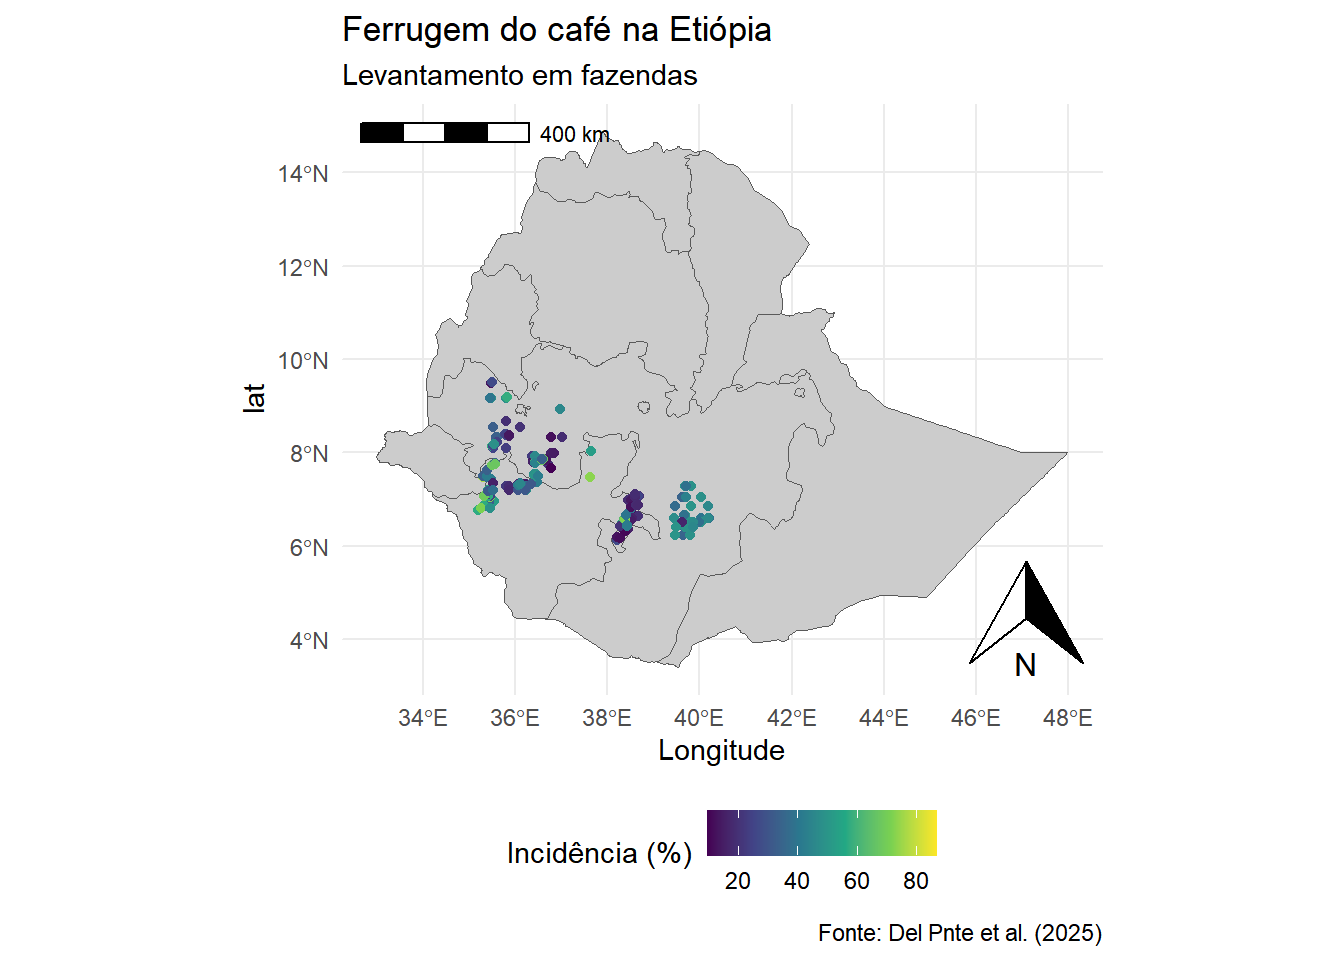 Ferrugem do café na Etiópia
Levantamento em fazendas
400 km
14°N
12°N
10°N
8°N
6°N
4°N
lat
N
34°E 36°E 38°E 40°E 42°E 44°E 46°E 48°E
Longitude
Incidência (%)
20 40 60 80
Fonte: Del Pnte et al. (2025)